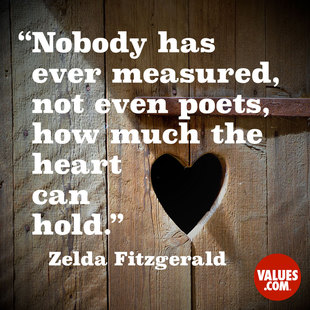 “Nobody has
ever measured,
not even poets,
how much the
heart
can
hold.”
Zelda Fitzgerald
VALUES
.COM